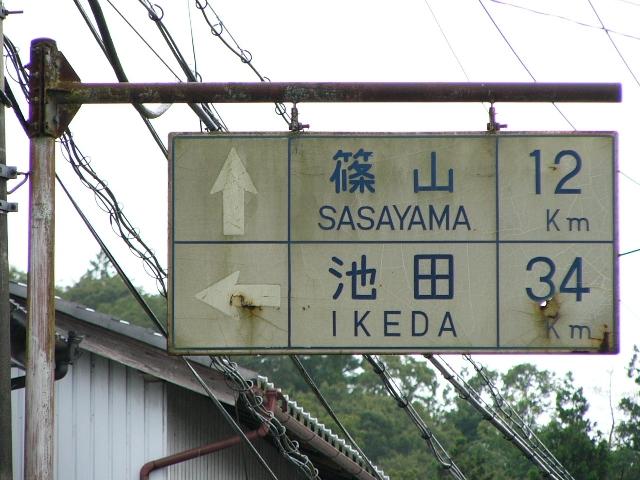 篠山 12
SASAYAMA Km
池田 34
IKEDA Km